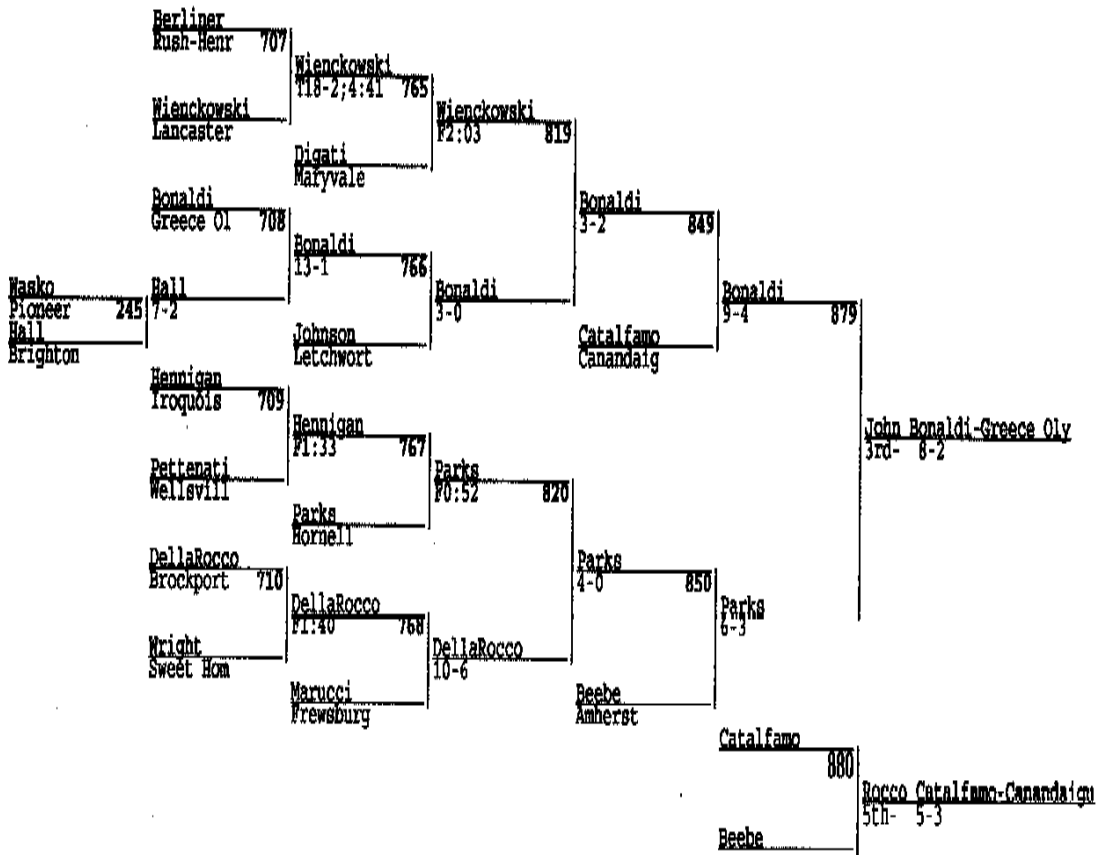 Berliner
Rush-Henr 707
Wienckowski
T18-2;4:41 765
Wienckowski
Lancaster
Wienckowski
F2:03 819
Digati
Maryvale
Bonaldi
Greece Ol 708
Bonaldi
3-2 849
Bonaldi
13-1 766
Wasko
Pioneer 245
Hall
7-2
Bonaldi
3-0
Bonaldi
9-4 879
Hall
Brighton
Johnson
Letchwort
Catalfamo
Canandaig
Hennigan
Iroquois 709
Hennigan
F1:33 767
John Bonaldi-Greece Oly
3rd- 8-2
Pettenati
Wellsvill
Parks
F0:52 820
Parks
Hornell
DellaRocco
Brockport 710
Parks
4-0 850
DellaRocco
F1:40 768
Parks
6-3
Wright
Sweet Hom
DellaRocco
10-6
Marucci
Frewsburg
Beebe
Amherst
Catalfamo
880
Rocco Catalfamo-Canandaigu
5th- 5-3
Beebe